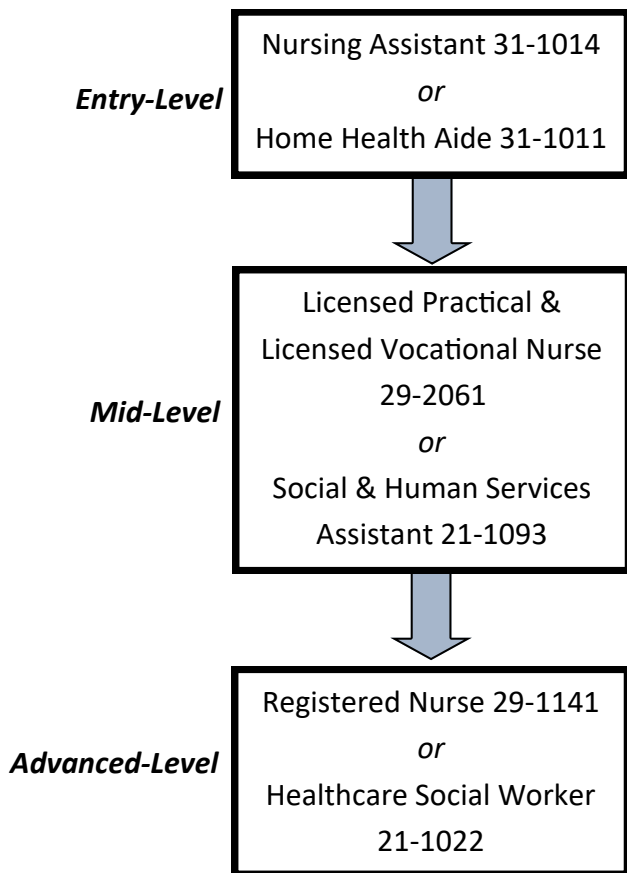 Entry-Level
Nursing Assistant 31-1014
or
Home Health Aide 31-1011
Mid-Level
Licensed Practical &
Licensed Vocational Nurse
29-2061
or
Social & Human Services
Assistant 21-1093
Advanced-Level
Registered Nurse 29-1141
or
Healthcare Social Worker
21-1022